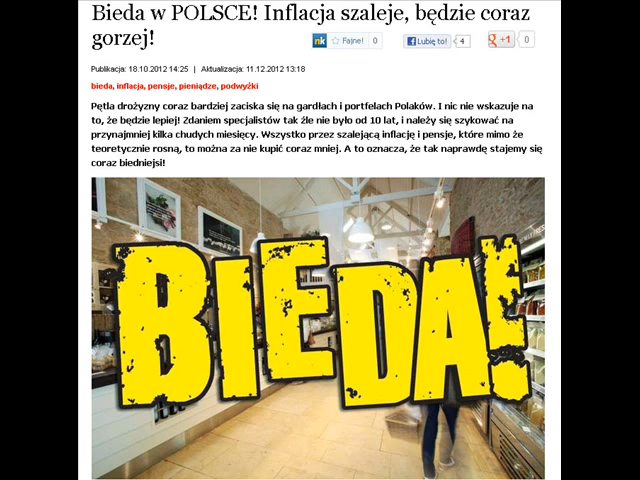 Bieda w POLSCE! Inflacja szaleje, będzie coraz
gorzej!
nk Fajne! 0
Lubię to! 4
g +1 0
Publikacja: 18.10.2012 14:25 | Aktualizacja: 11.12.2012 13:18
bieda, inflacja, pensje, pieniądze, podwyżki
Pętla drożyzny coraz bardziej zaciska się na gardłach i portfelach Polaków. I nic nie wskazuje na
to, że będzie lepiej! Zdaniem specjalistów tak źle nie było od 10 lat, i należy się szykować na
przynajmniej kilka chudych miesięcy. Wszystko przez szalejącą inflację i pensje, które mimo że
teoretycznie rosną, to można za nie kupić coraz mniej. A to oznacza, że tak naprawdę stajemy się
coraz biedniejsi!
BIEDA!